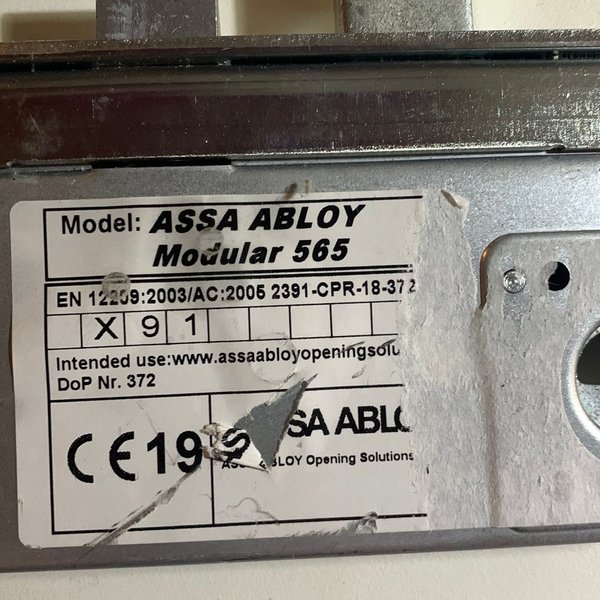 Model: ASSA ABLOY
Modular 565
EN 12209:2003/AC:2005 2391-CPR-18-372
X 9 1
Intended use:www.assaabloyopeningsolu
DoP Nr. 372
CE 19
SA ABL
ABLOY Opening Solutions